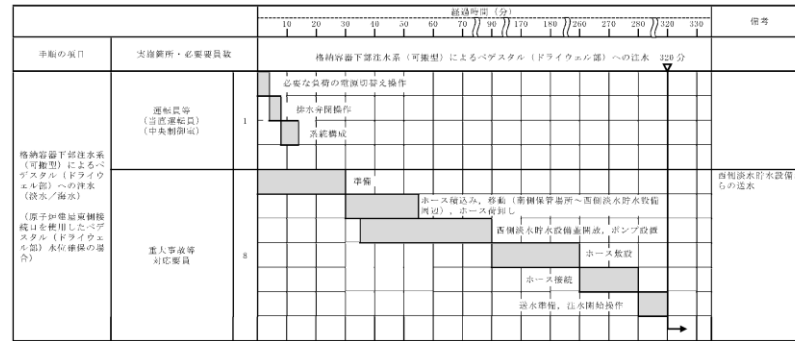 経過時間（分）
備考
10 20 30 40 50 60 90 170 180 260 280 320 330
手順の項目
実施箇所・必要要員数
格納容器下部注水系（可搬型）によるペデスタル（ドライウェル部）への注水 320分
格納容器下部注水系
（可搬型）によるペ
デスタル（ドライウ
ェル部）への注水
（淡水／海水）
（原子炉建屋東側接
続口を使用したペデ
スタル（ドライウェ
ル部）水位確保の場
合）
運転員等
（当直運転員）
（中央制御室）
1
必要な負荷の電源切替え操作
排水弁開操作
系統構成
重大事故等
対応要員
8
準備
ホース積込み，移動（南側保管場所～西側淡水貯水設備
周辺），ホース荷卸し
西側淡水貯水設備蓋開放，ポンプ設置
ホース敷設
ホース接続
送水準備，注水開始操作
西側淡水貯水設備
らの送水